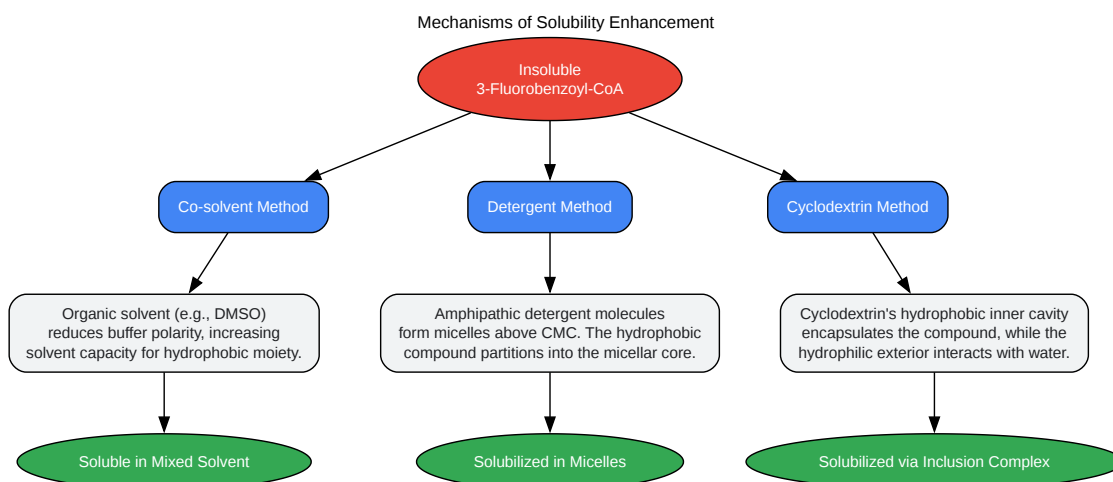 Mechanisms of Solubility Enhancement
Insoluble
3-Fluorobenzoyl-CoA
Co-solvent Method
Detergent Method
Cyclodextrin Method
Organic solvent (e.g., DMSO)
reduces buffer polarity, increasing
solvent capacity for hydrophobic moiety.
Amphipathic detergent molecules
form micelles above CMC. The hydrophobic
compound partitions into the micellar core.
Cyclodextrin's hydrophobic inner cavity
encapsulates the compound, while the
hydrophilic exterior interacts with water.
Soluble in Mixed Solvent
Solubilized in Micelles
Solubilized via Inclusion Complex